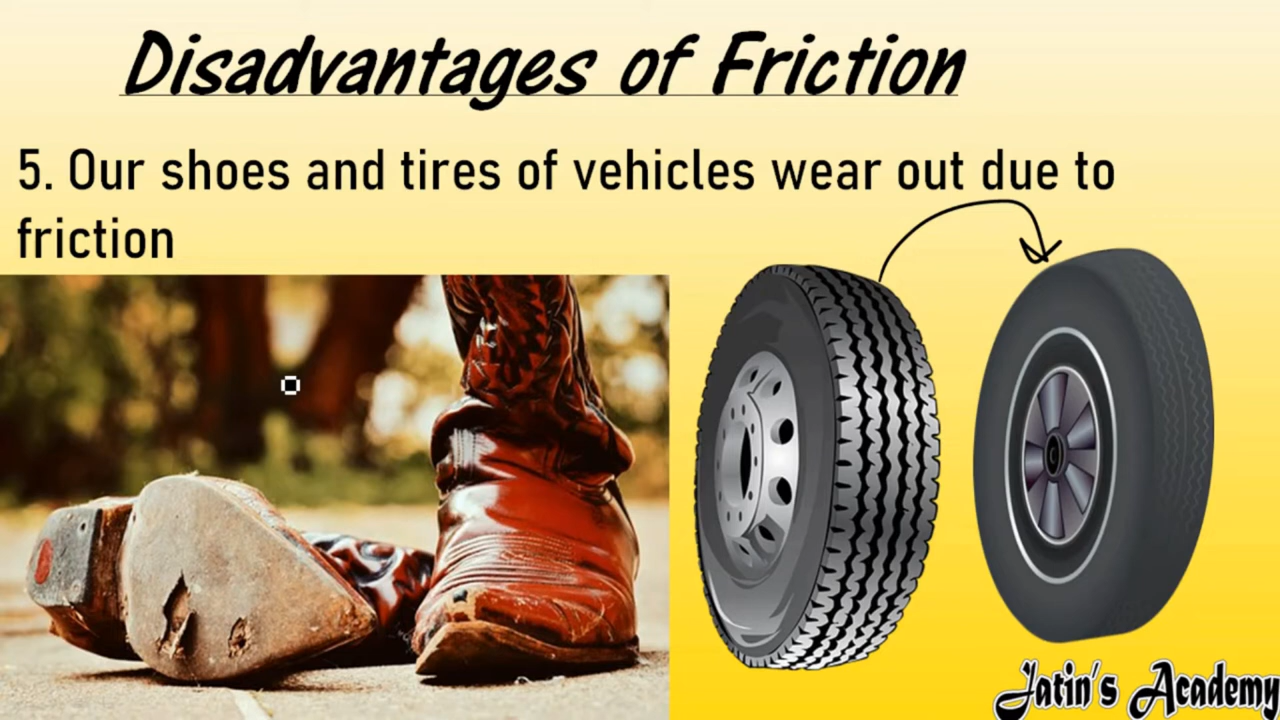 Disadvantages of Friction
5. Our shoes and tires of vehicles wear out due to
friction
Jatin's Academy